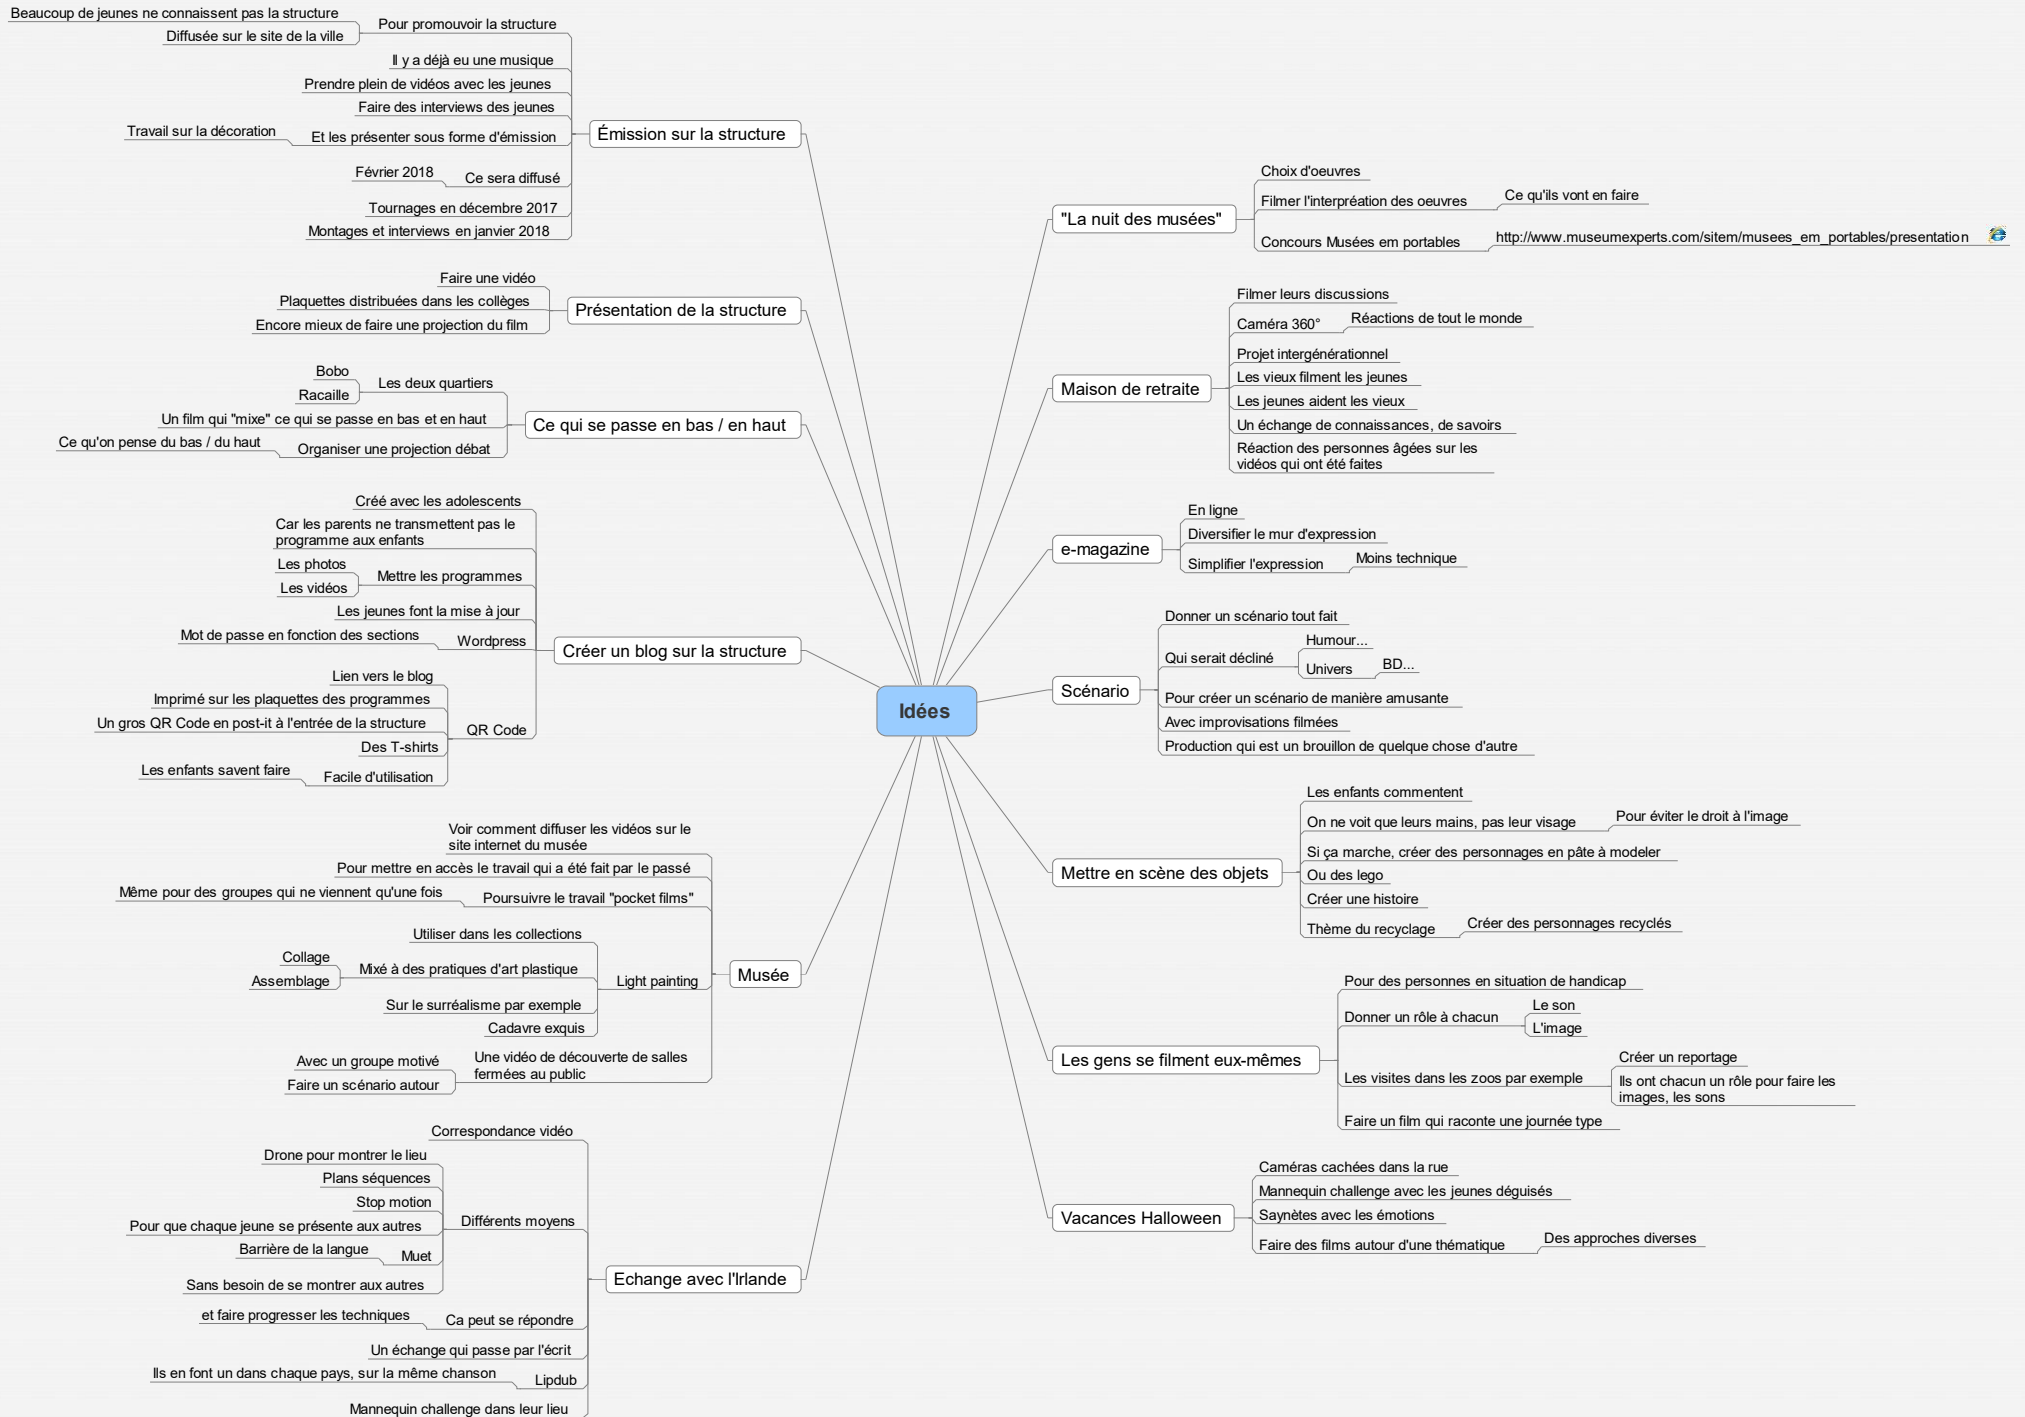 Idées
Émission sur la structure
Pour promouvoir la structure
Beaucoup de jeunes ne connaissent pas la structure
Diffusée sur le site de la ville
Il y a déjà eu une musique
Prendre plein de vidéos avec les jeunes
Faire des interviews des jeunes
Et les présenter sous forme d'émission
Travail sur la décoration
Ce sera diffusé
Février 2018
Tournages en décembre 2017
Montages et interviews en janvier 2018
Présentation de la structure
Faire une vidéo
Plaquettes distribuées dans les collèges
Encore mieux de faire une projection du film
Ce qui se passe en bas / en haut
Les deux quartiers
Bobo
Racaille
Un film qui "mixe" ce qui se passe en bas et en haut
Organiser une projection débat
Ce qu'on pense du bas / du haut
Créer un blog sur la structure
Créé avec les adolescents
Car les parents ne transmettent pas le
programme aux enfants
Mettre les programmes
Les photos
Les vidéos
Les jeunes font la mise à jour
Wordpress
Mot de passe en fonction des sections
QR Code
Lien vers le blog
Imprimé sur les plaquettes des programmes
Un gros QR Code en post-it à l'entrée de la structure
Des T-shirts
Facile d'utilisation
Les enfants savent faire
Musée
Voir comment diffuser les vidéos sur le
site internet du musée
Pour mettre en accès le travail qui a été fait par le passé
Poursuivre le travail "pocket films"
Même pour des groupes qui ne viennent qu'une fois
Light painting
Utiliser dans les collections
Mixé à des pratiques d'art plastique
Collage
Assemblage
Sur le surréalisme par exemple
Cadavre exquis
Une vidéo de découverte de salles
fermées au public
Avec un groupe motivé
Faire un scénario autour
Echange avec l'Irlande
Correspondance vidéo
Différents moyens
Drone pour montrer le lieu
Plans séquences
Stop motion
Pour que chaque jeune se présente aux autres
Muet
Barrière de la langue
Sans besoin de se montrer aux autres
Ca peut se répondre
et faire progresser les techniques
Un échange qui passe par l'écrit
Lipdub
Ils en font un dans chaque pays, sur la même chanson
Mannequin challenge dans leur lieu
"La nuit des musées"
Choix d'oeuvres
Filmer l'interpréation des oeuvres
Ce qu'ils vont en faire
Concours Musées em portables
http://www.museumexperts.com/sitem/musees_em_portables/presentation
Maison de retraite
Filmer leurs discussions
Caméra 360°
Réactions de tout le monde
Projet intergénérationnel
Les vieux filment les jeunes
Les jeunes aident les vieux
Un échange de connaissances, de savoirs
Réaction des personnes âgées sur les
vidéos qui ont été faites
e-magazine
En ligne
Diversifier le mur d'expression
Simplifier l'expression
Moins technique
Scénario
Donner un scénario tout fait
Qui serait décliné
Humour...
Univers
BD...
Pour créer un scénario de manière amusante
Avec improvisations filmées
Production qui est un brouillon de quelque chose d'autre
Mettre en scène des objets
Les enfants commentent
On ne voit que leurs mains, pas leur visage
Pour éviter le droit à l'image
Si ça marche, créer des personnages en pâte à modeler
Ou des lego
Créer une histoire
Thème du recyclage
Créer des personnages recyclés
Les gens se filment eux-mêmes
Pour des personnes en situation de handicap
Donner un rôle à chacun
Le son
L'image
Les visites dans les zoos par exemple
Créer un reportage
Ils ont chacun un rôle pour faire les
images, les sons
Faire un film qui raconte une journée type
Vacances Halloween
Caméras cachées dans la rue
Mannequin challenge avec les jeunes déguisés
Saynètes avec les émotions
Faire des films autour d'une thématique
Des approches diverses